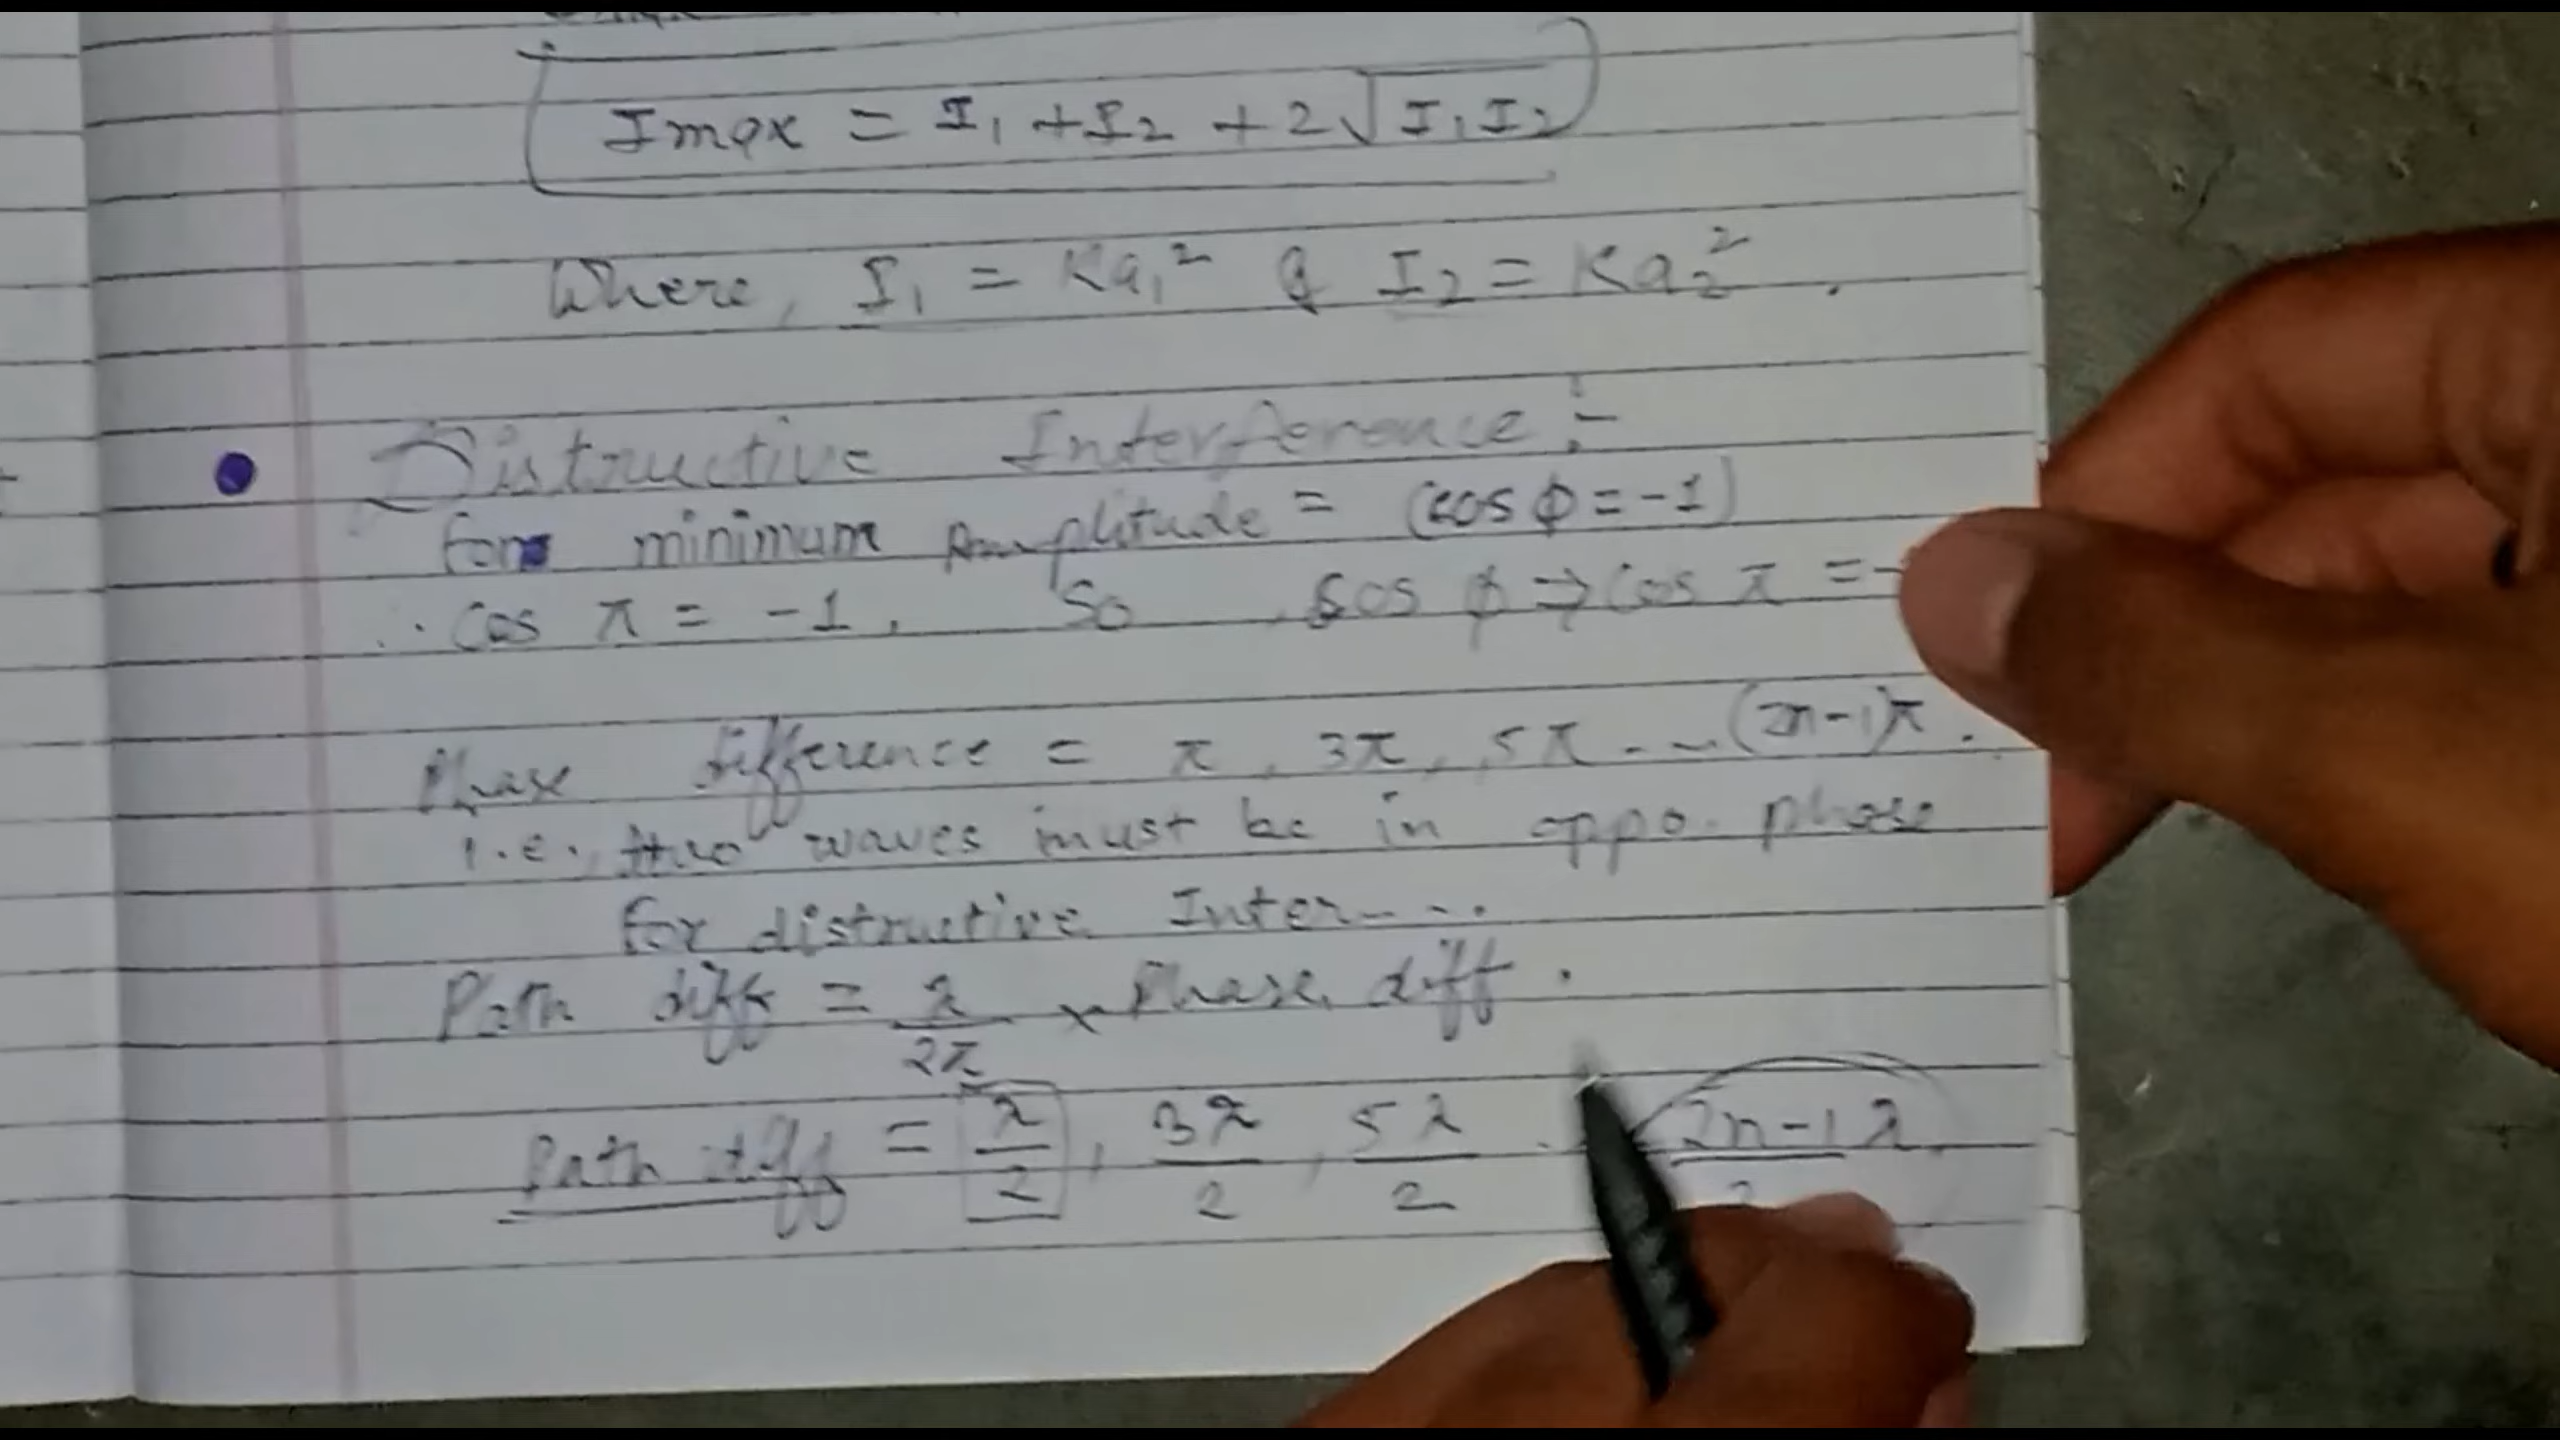 Imax = I₁ + I₂ + 2√I₁I₂
Where, I₁ = Ka₁² & I₂ = Ka₂² .
Distructive Interference :-
for minimum Amplitude = (cos φ = -1)
∴ Cos π = -1, So, Cos φ ⇒ Cos π = -
Phase difference = π, 3π, 5π - - - (2n-1)π .
i.e., two waves must be in oppo. phase
for distructive Inter- - . .
Path diff = λ/2π × Phase diff .
Path diff = λ/2, 3λ/2, 5λ/2 . (2n-1 λ)/2